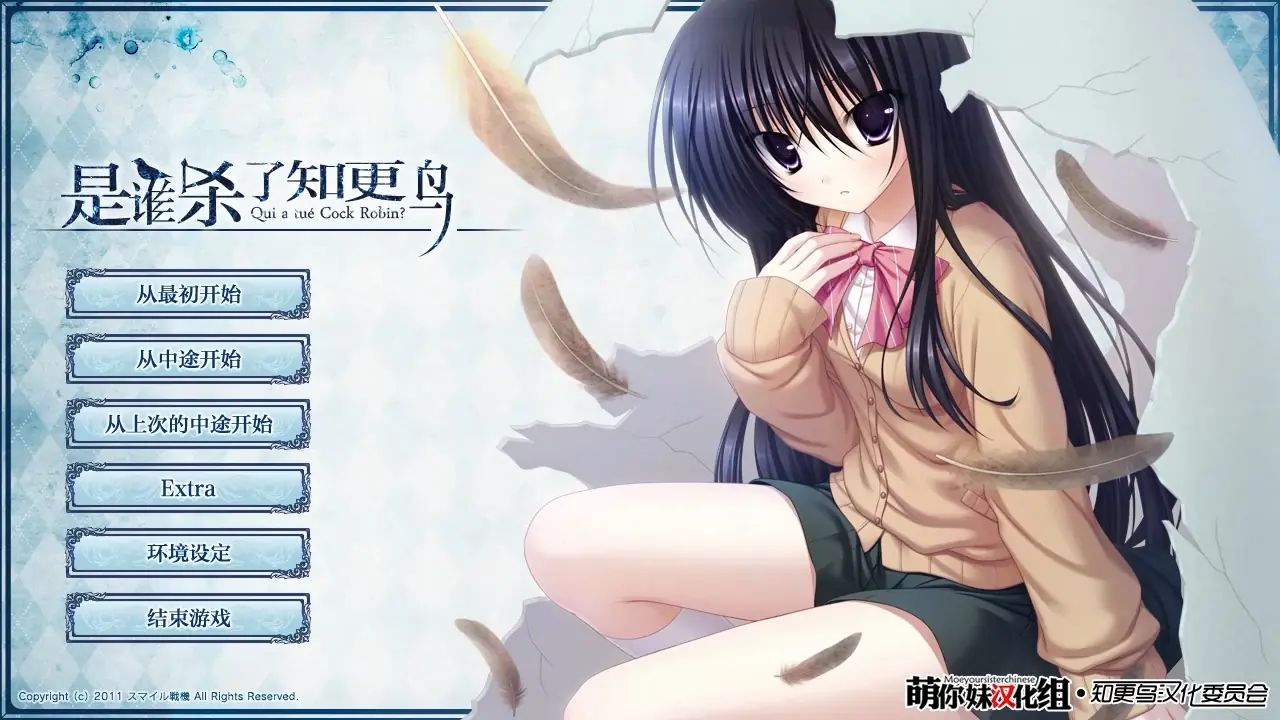 是谁杀了知更鸟
Qui a tué Cock Robin?
从最初开始
从中途开始
从上次的中途开始
Extra
环境设定
结束游戏
Copyright (c) 2011 スマイル戦機 All Rights Reserved.
Moeyoursisterchinese
萌你妹汉化组·知更鸟汉化委员会